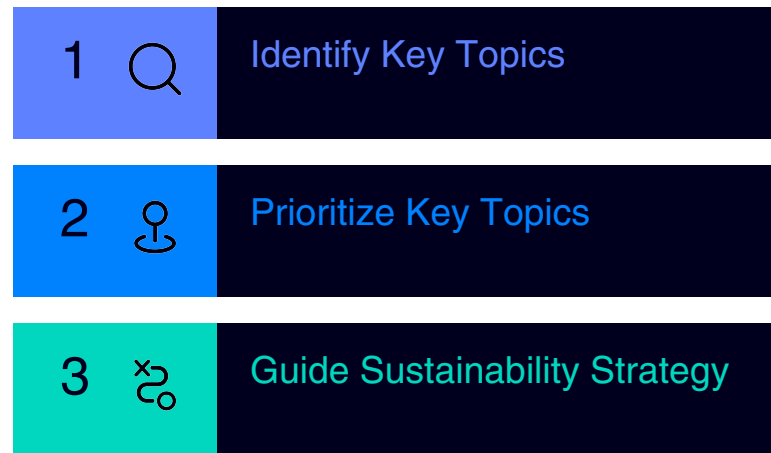 1 Identify Key Topics
2 Prioritize Key Topics
3 Guide Sustainability Strategy